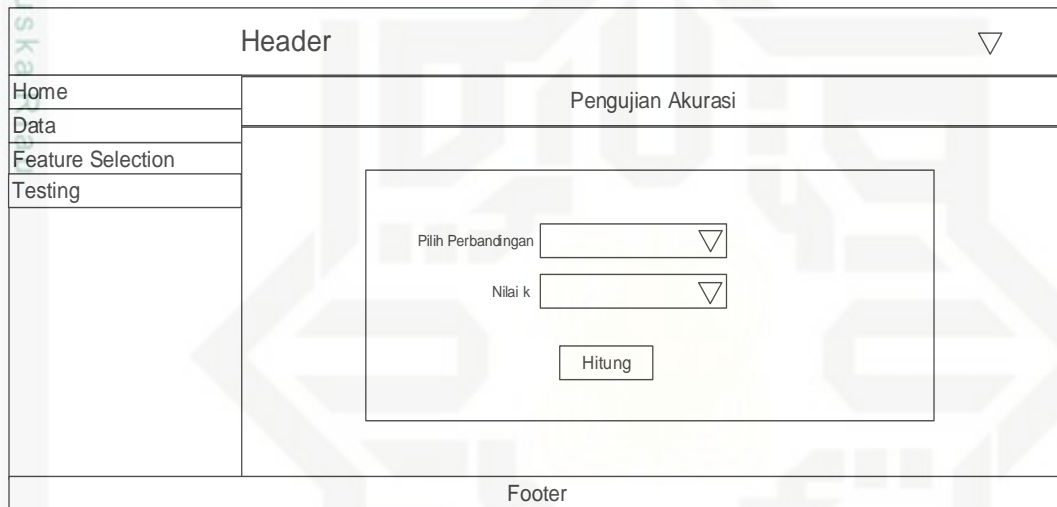 Header
Home
Data
Feature Selection
Testing
Pengujian Akurasi
Pilih Perbandingan
Nilai k
Hitung
Footer